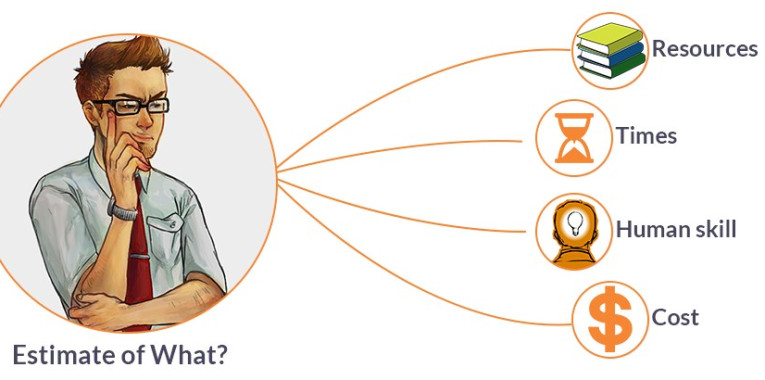 Resources
Times
Human skill
Cost
Estimate of What?